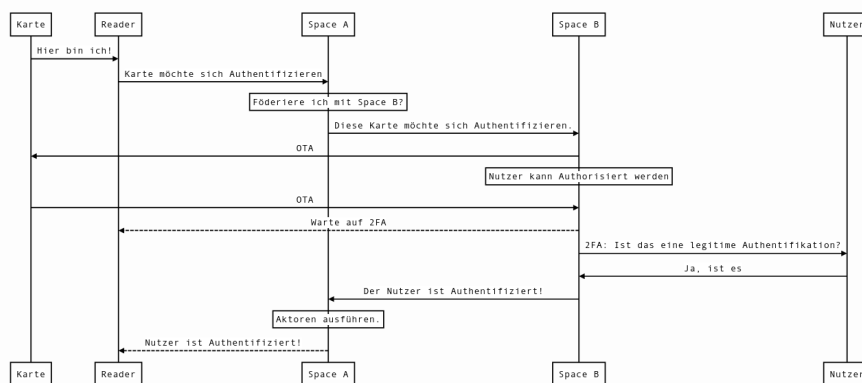 Karte Reader Space A Space B Nutzer
Hier bin ich!
Karte möchte sich Authentifizieren
Föderiere ich mit Space B?
Diese Karte möchte sich Authentifizieren.
OTA
Nutzer kann Authorisiert werden
OTA
Warte auf 2FA
2FA: Ist das eine legitime Authentifikation?
Ja, ist es
Der Nutzer ist Authentifiziert!
Aktoren ausführen.
Nutzer ist Authentifiziert!
Karte Reader Space A Space B Nutzer